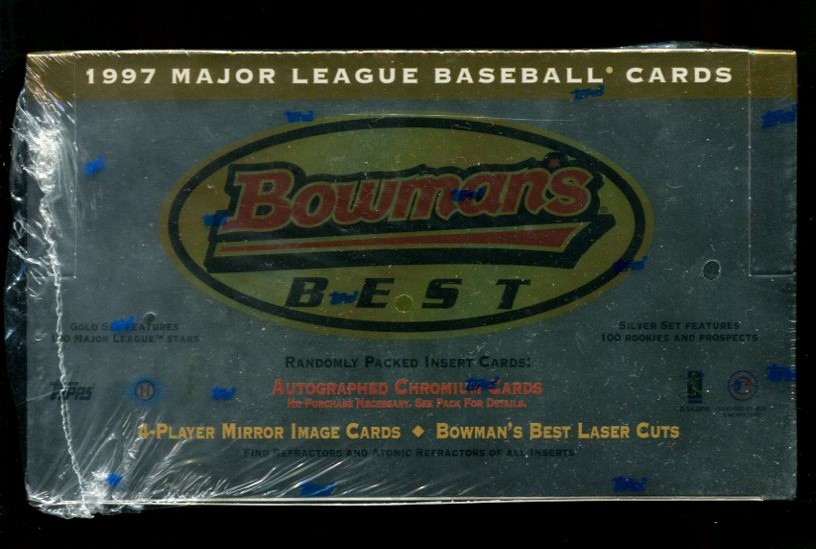 1997 MAJOR LEAGUE BASEBALL® CARDS
Bowman's
BEST
GOLD SET FEATURES
100 MAJOR LEAGUE™ STARS
SILVER SET FEATURES
100 ROOKIES AND PROSPECTS
RANDOMLY PACKED INSERT CARDS:
AUTOGRAPHED CHROMIUM CARDS
NO PURCHASE NECESSARY. SEE PACK FOR DETAILS.
TOPPS
4-PLAYER MIRROR IMAGE CARDS ◆ BOWMAN'S BEST LASER CUTS
FIND REFRACTORS AND ATOMIC REFRACTORS OF ALL INSERTS